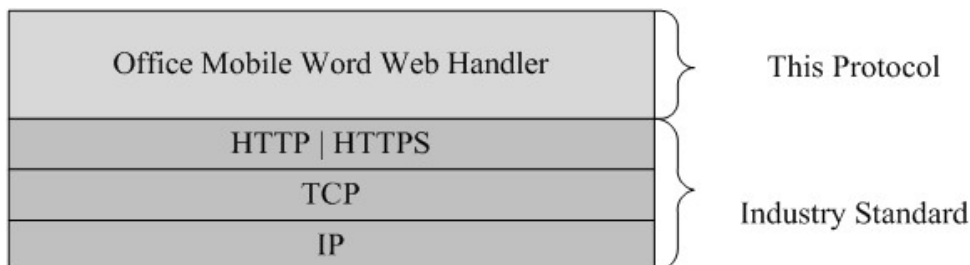 Office Mobile Word Web Handler
This Protocol
HTTP | HTTPS
TCP
Industry Standard
IP